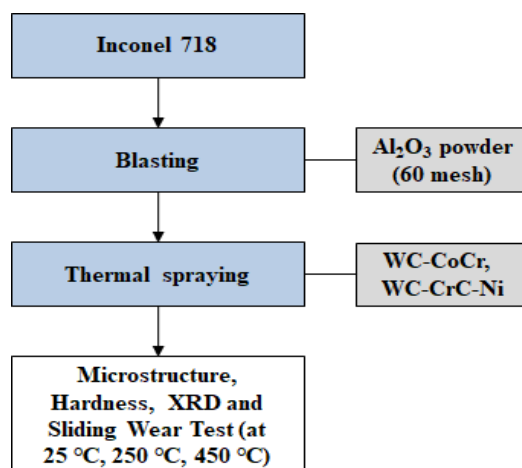 Inconel 718
Blasting
Al₂O₃ powder
(60 mesh)
Thermal spraying
WC-CoCr,
WC-CrC-Ni
Microstructure,
Hardness, XRD and
Sliding Wear Test (at
25 °C, 250 °C, 450 °C)